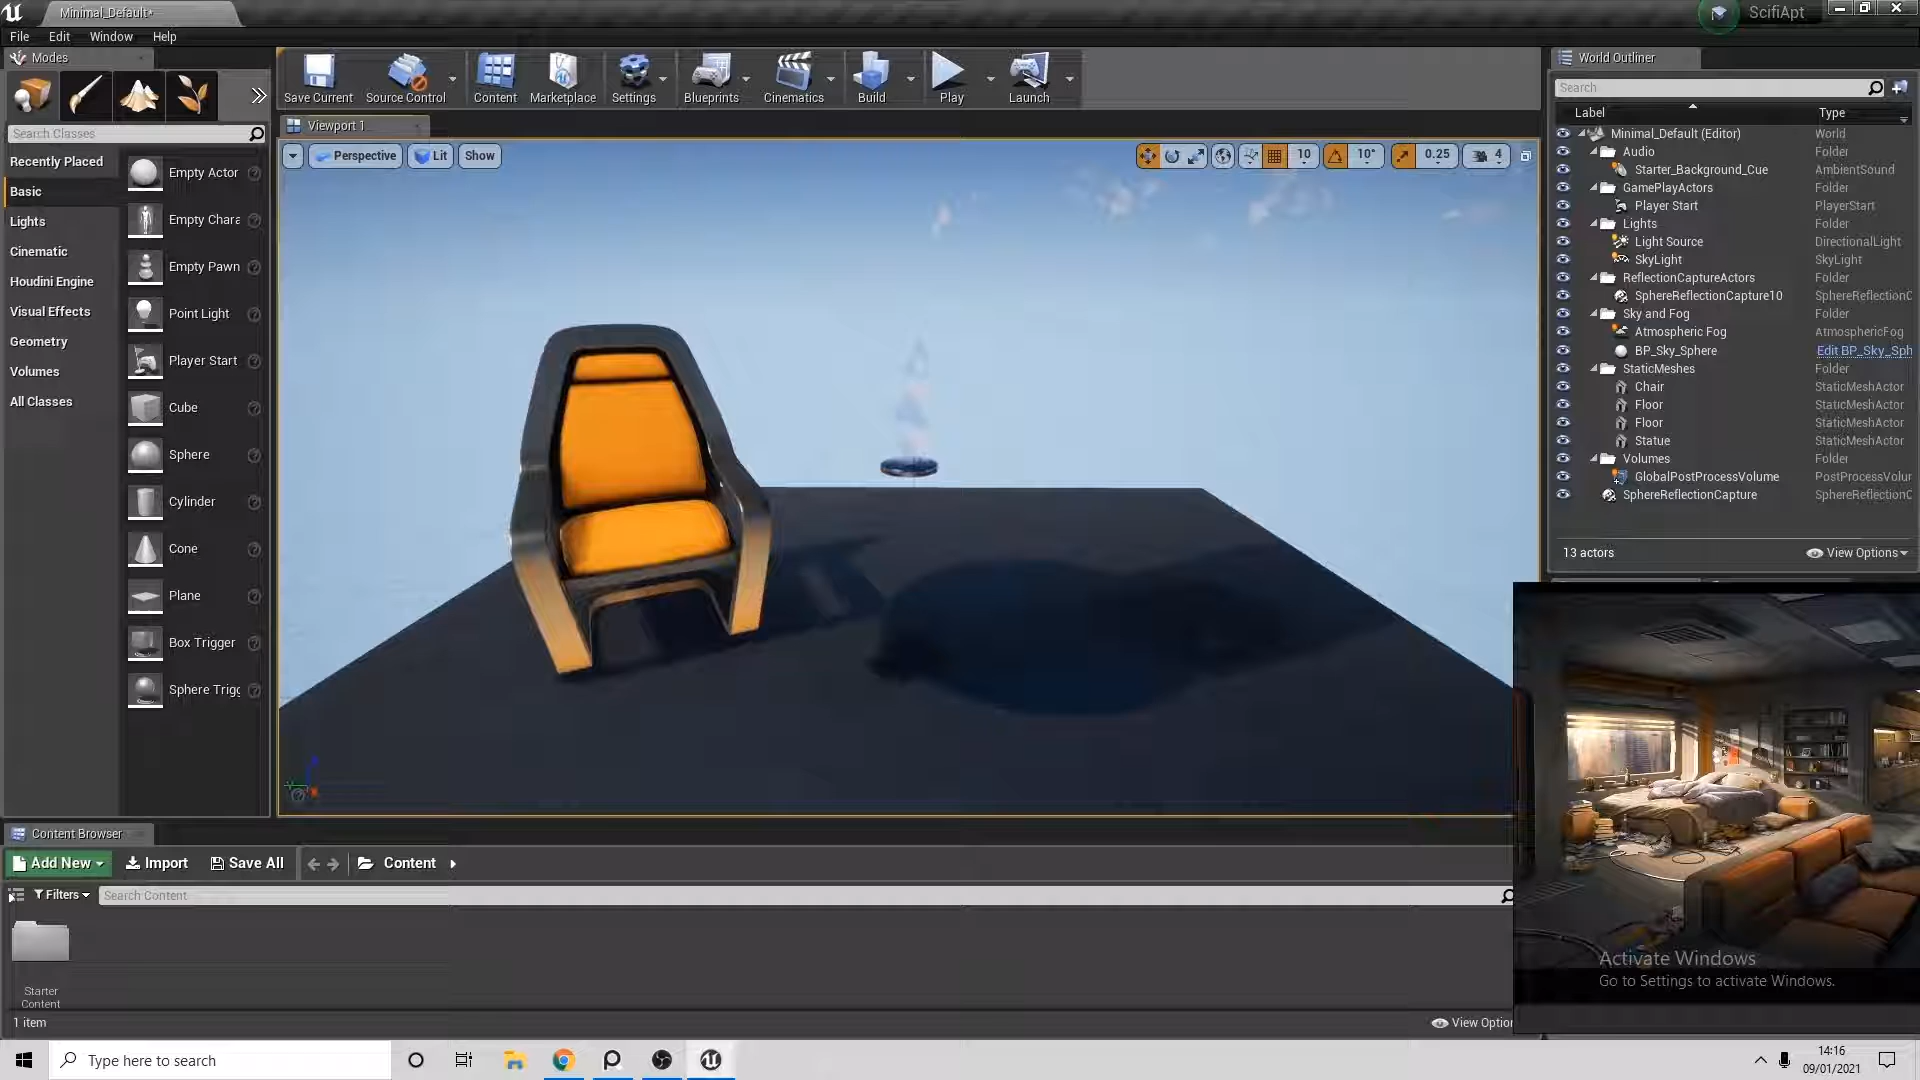 Minimal_Default*
ScifiApt
File Edit Window Help
Modes
Search Classes
Recently Placed
Basic
Lights
Cinematic
Houdini Engine
Visual Effects
Geometry
Volumes
All Classes
Empty Actor
Empty Chara
Empty Pawn
Point Light
Player Start
Cube
Sphere
Cylinder
Cone
Plane
Box Trigger
Sphere Trigg
Save Current Source Control Content Marketplace Settings Blueprints Cinematics Build Play Launch
Viewport 1
Perspective Lit Show
10 10° 0.25 4
World Outliner
Search
Label Type
Minimal_Default (Editor) World
Audio Folder
Starter_Background_Cue AmbientSound
GamePlayActors Folder
Player Start PlayerStart
Lights Folder
Light Source DirectionalLight
SkyLight SkyLight
ReflectionCaptureActors Folder
SphereReflectionCapture10 SphereReflectionC
Sky and Fog Folder
Atmospheric Fog AtmosphericFog
BP_Sky_Sphere Edit BP_Sky_Sph
StaticMeshes Folder
Chair StaticMeshActor
Floor StaticMeshActor
Floor StaticMeshActor
Statue StaticMeshActor
Volumes Folder
GlobalPostProcessVolume PostProcessVolur
SphereReflectionCapture SphereReflectionC
13 actors View Options
Content Browser
Add New Import Save All Content
Filters Search Content
Starter
Content
1 item View Option
Activate Windows
Go to Settings to activate Windows.
Type here to search
14:16
09/01/2021